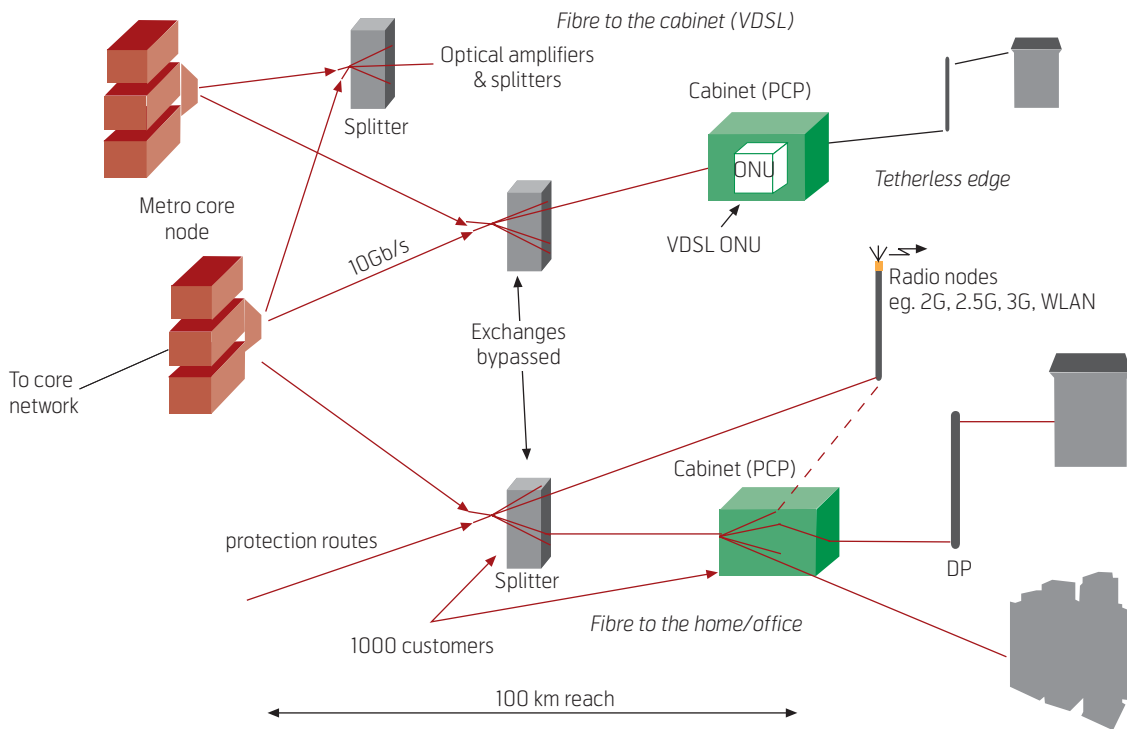 Fibre to the cabinet (VDSL)
Optical amplifiers
& splitters
Splitter
Cabinet (PCP)
ONU
VDSL ONU
Tetherless edge
Metro core
node
10Gb/s
Radio nodes
eg. 2G, 2.5G, 3G, WLAN
Exchanges
bypassed
To core
network
Cabinet (PCP)
protection routes
Splitter
DP
1000 customers
Fibre to the home/office
100 km reach